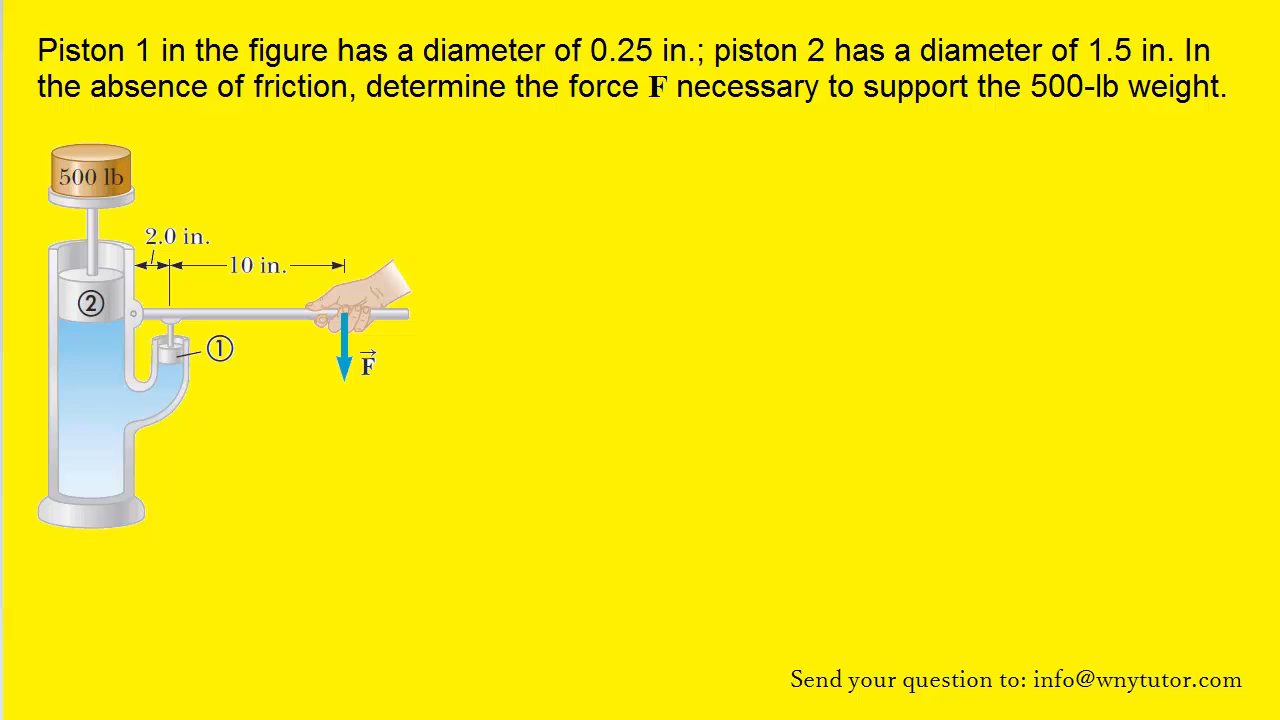 Piston 1 in the figure has a diameter of 0.25 in.; piston 2 has a diameter of 1.5 in. In
the absence of friction, determine the force F necessary to support the 500-lb weight.
500 lb
2.0 in.
10 in.
②
①
F
Send your question to: info@wnytutor.com